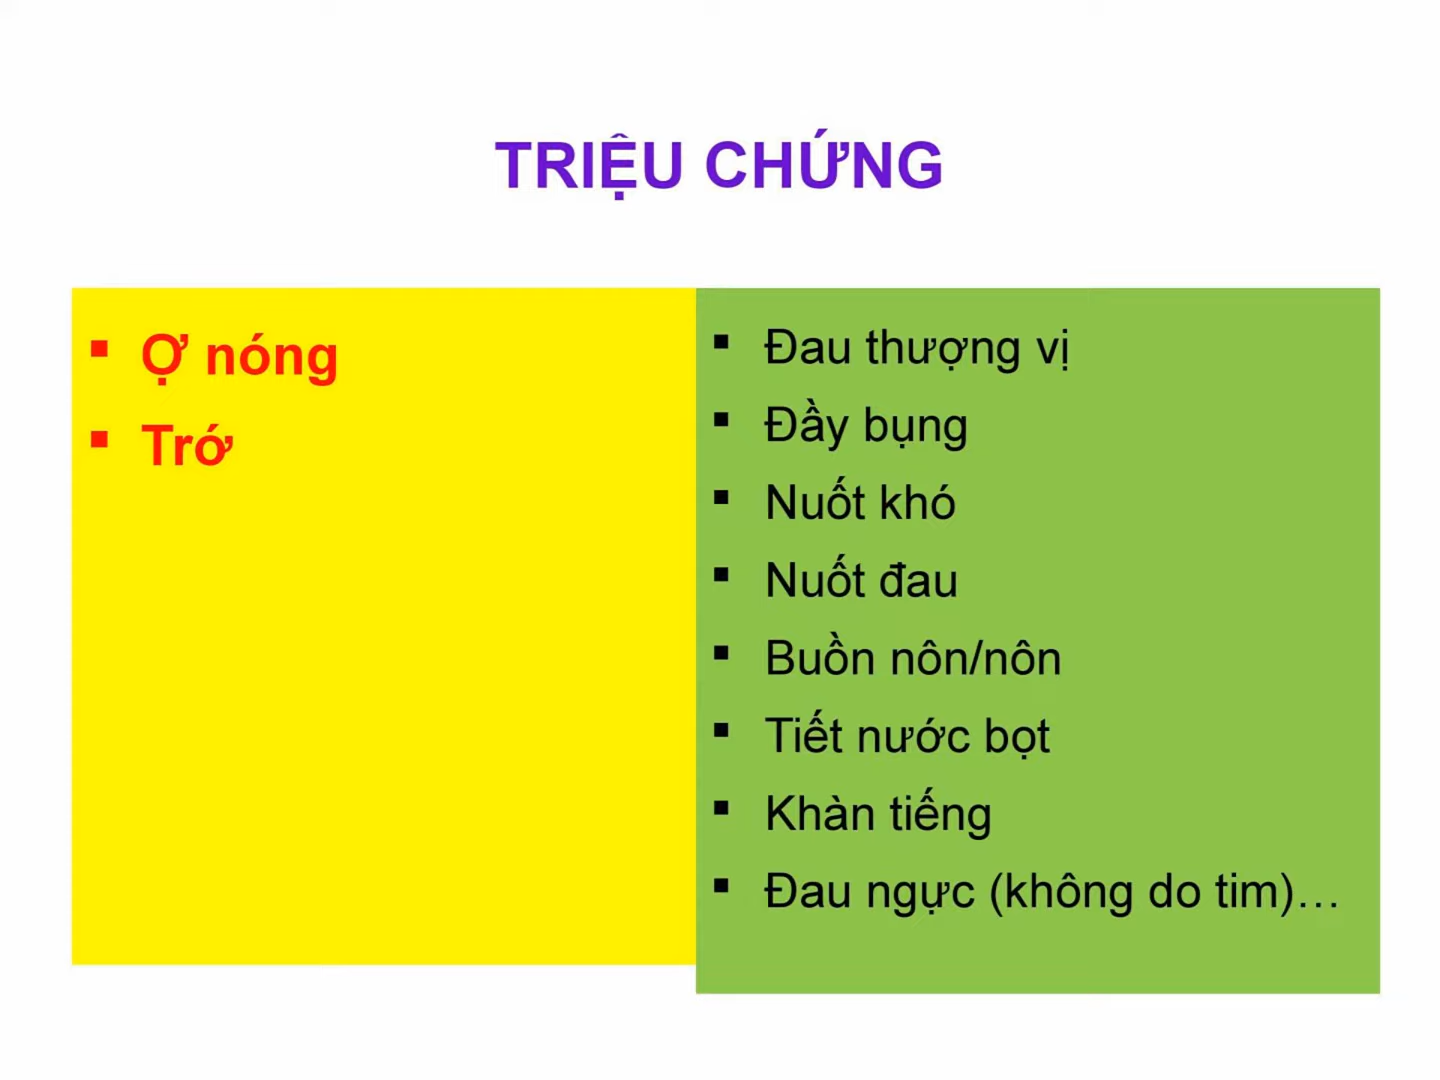 TRIỆU CHỨNG
▪ Ợ nóng
▪ Trớ
▪ Đau thượng vị
▪ Đầy bụng
▪ Nuốt khó
▪ Nuốt đau
▪ Buồn nôn/nôn
▪ Tiết nước bọt
▪ Khàn tiếng
▪ Đau ngực (không do tim)…